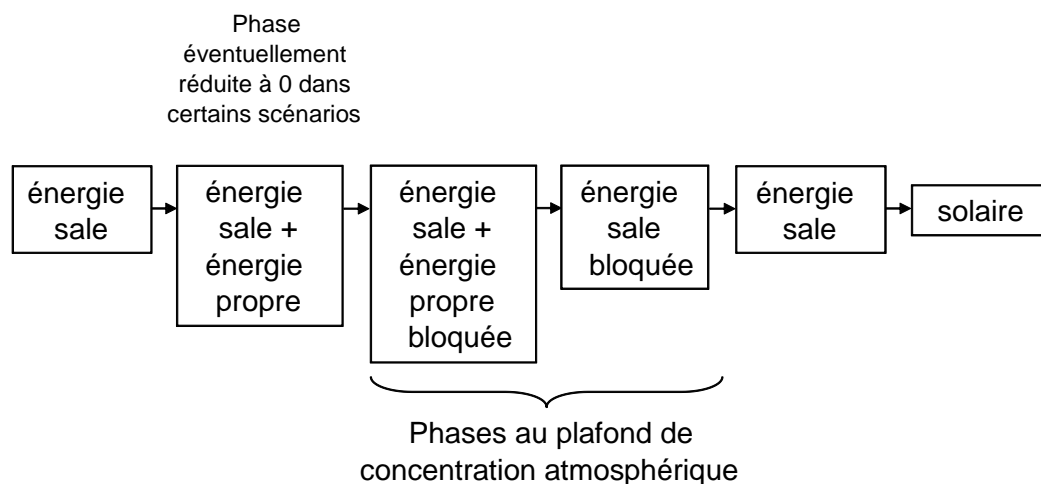 Phase
éventuellement
réduite à 0 dans
certains scénarios
énergie
sale
énergie
sale +
énergie
propre
énergie
sale +
énergie
propre
bloquée
énergie
sale
bloquée
énergie
sale
solaire
Phases au plafond de
concentration atmosphérique